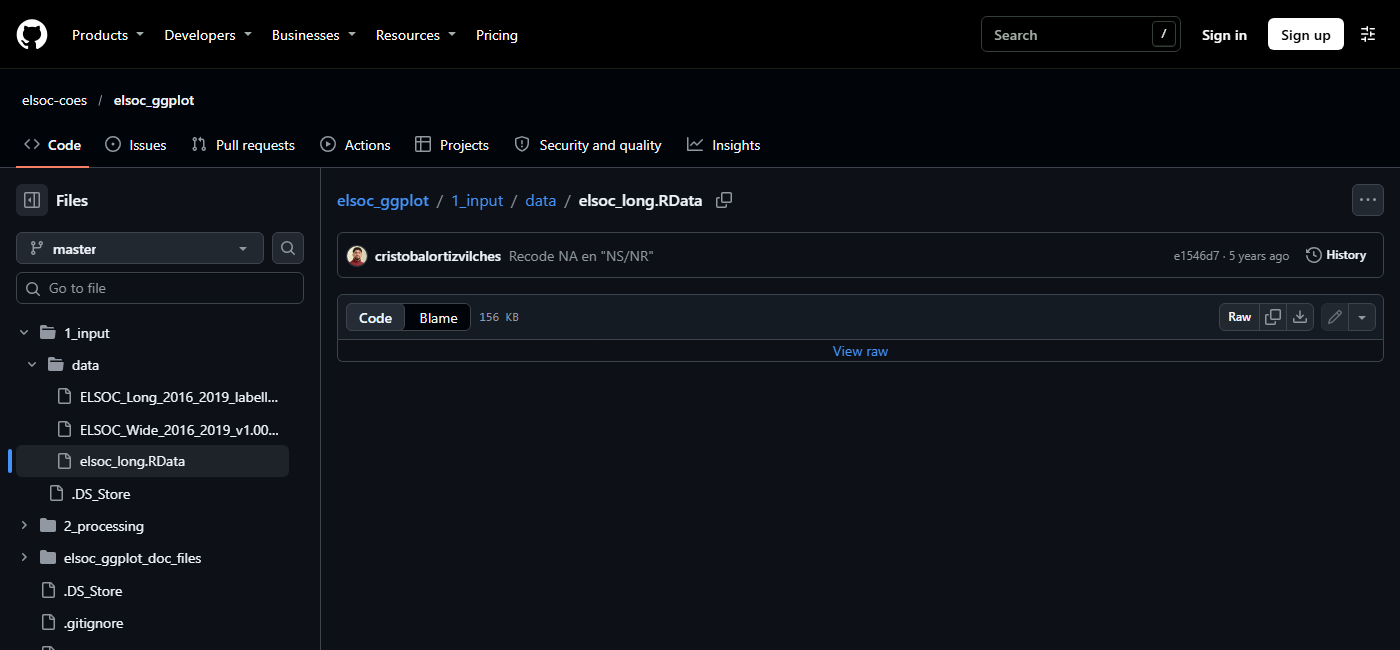 Products Developers Businesses Resources Pricing Search / Sign in Sign up
elsoc-coes / elsoc_ggplot
Code Issues Pull requests Actions Projects Security and quality Insights
Files
master
Go to file
1_input
data
ELSOC_Long_2016_2019_labell...
ELSOC_Wide_2016_2019_v1.00...
elsoc_long.RData
.DS_Store
2_processing
elsoc_ggplot_doc_files
.DS_Store
.gitignore
elsoc_ggplot / 1_input / data / elsoc_long.RData
cristobalortizvilches Recode NA en "NS/NR" e1546d7 · 5 years ago History
Code Blame 156 KB Raw
View raw